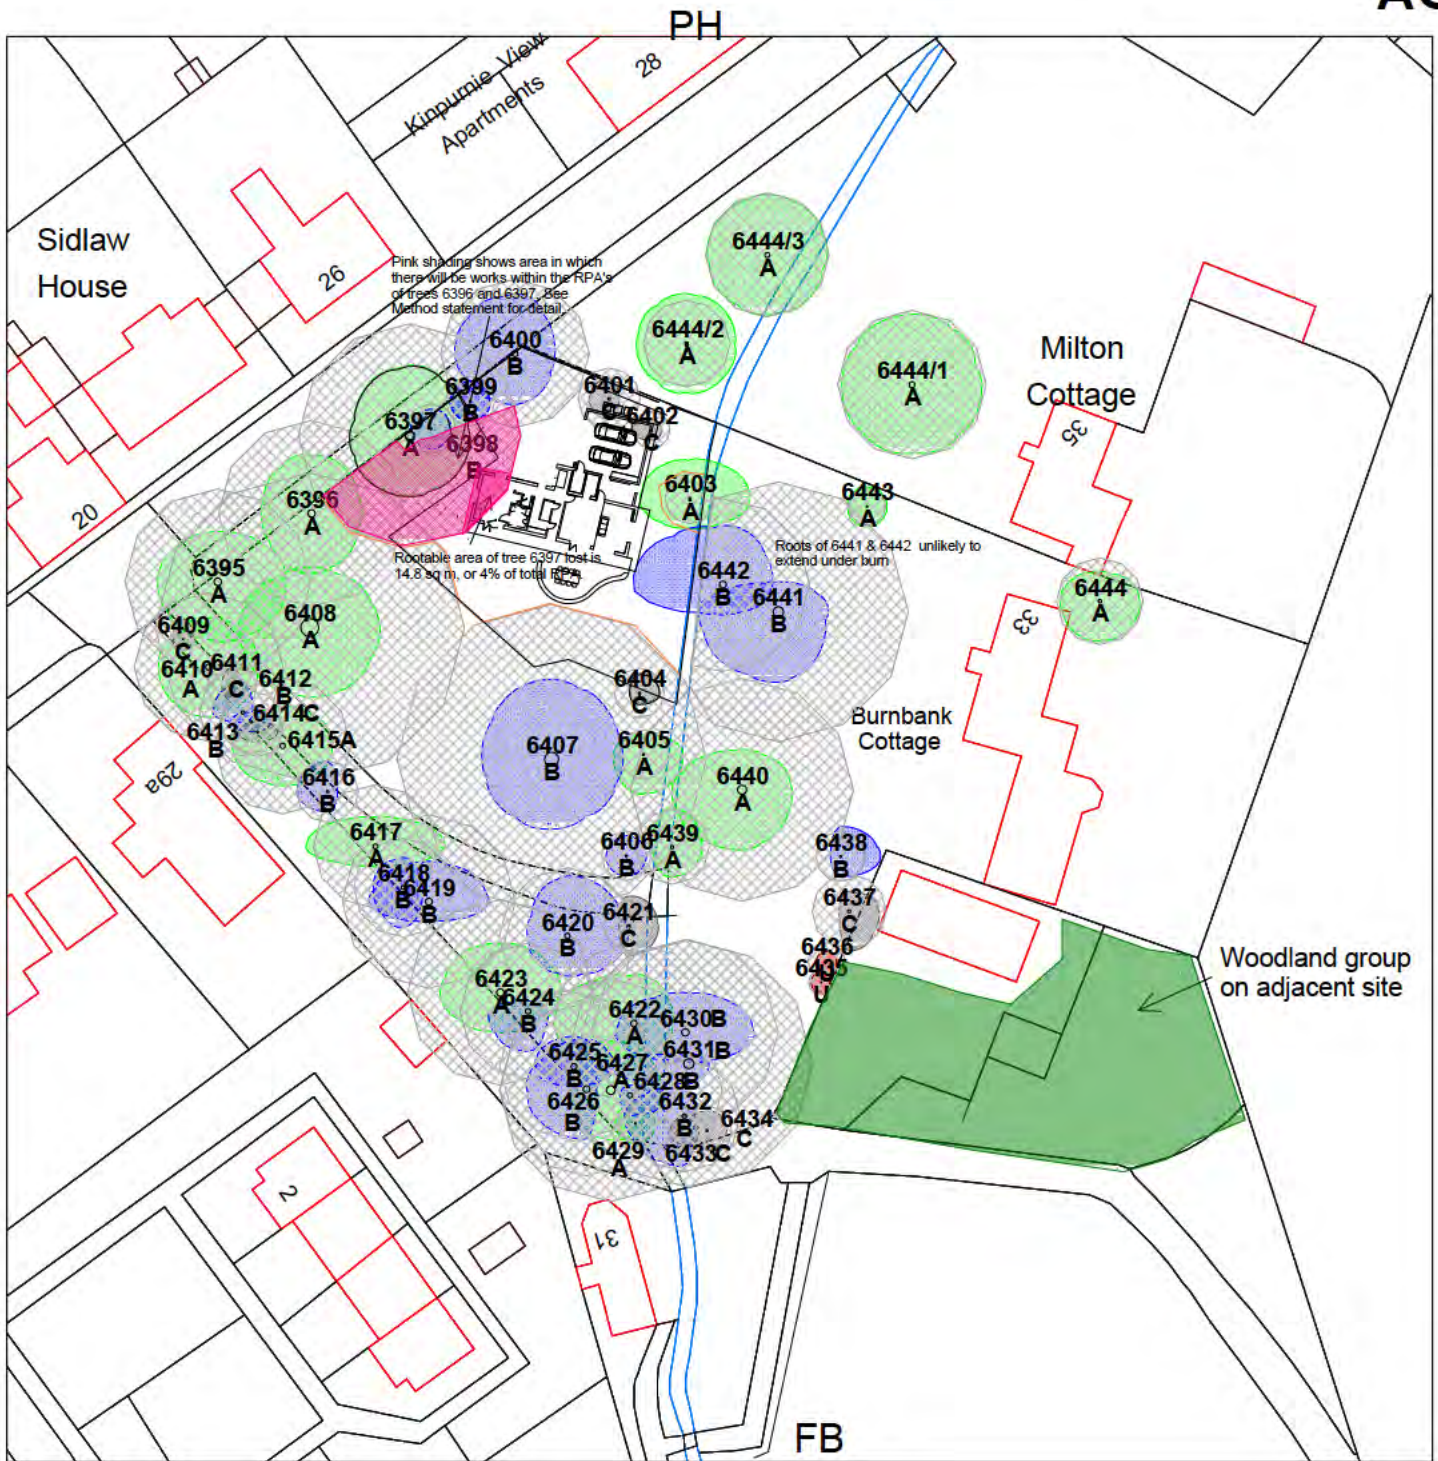 PH
Kinpurnie View
Apartments
28
Sidlaw
House
26
20
Pink shading shows area in which
there will be works within the RPA's
of trees 6396 and 6397. See
Method statement for detail.
6444/3
A
6444/2
A
6444/1
A
Milton
Cottage
35
6400
B
6399
B
6401
C
6402
C
6397
A
6398
B
6396
A
6403
A
6443
A
Rootable area of tree 6397 lost is
14.8 sq m, or 4% of total RPA.
Roots of 6441 & 6442 unlikely to
extend under burn
6395
A
6442
B
6441
B
6444
A
33
6408
A
6409
C
6410
A
6411
C
6412
B
6414 C
6413
B
6415A
6404
C
Burnbank
Cottage
6407
B
6405
A
6440
A
29a
6416
B
6417
A
6406
B
6439
A
6438
B
6418
B
6419
B
6420
B
6421
C
6437
C
6436
U
6435
U
Woodland group
on adjacent site
6423
A
6424
B
6422
A
6430 B
6431 B
B
6425
B
6427
A
6428
6426
B
6432
B
6434
C
6433 C
6429
A
2
31
FB